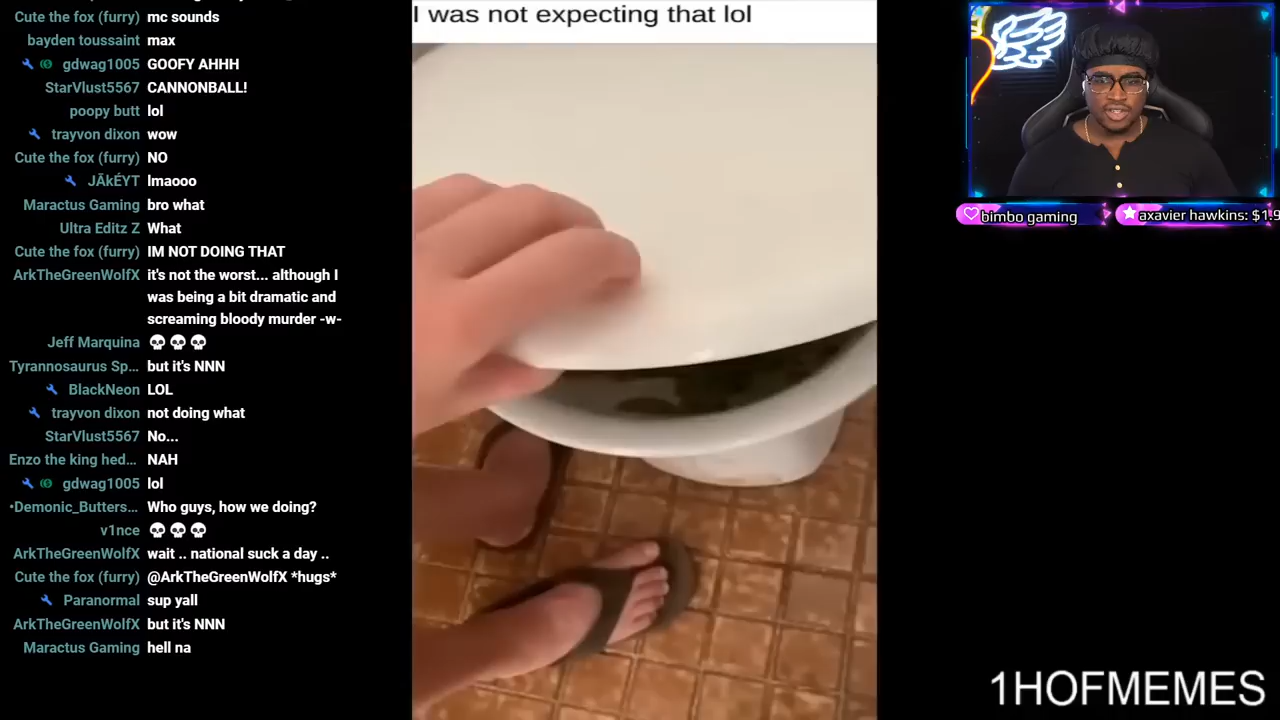 Cute the fox (furry) mc sounds
bayden toussaint max
gdwag1005 GOOFY AHHH
StarVlust5567 CANNONBALL!
poopy butt lol
trayvon dixon wow
Cute the fox (furry) NO
JĂkÉYT lmaooo
Maractus Gaming bro what
Ultra Editz Z What
Cute the fox (furry) IM NOT DOING THAT
ArkTheGreenWolfX it's not the worst... although I
was being a bit dramatic and
screaming bloody murder -w-
Jeff Marquina 💀💀💀
Tyrannosaurus Sp... but it's NNN
BlackNeon LOL
trayvon dixon not doing what
StarVlust5567 No...
Enzo the king hed... NAH
gdwag1005 lol
•Demonic_Butters... Who guys, how we doing?
v1nce 💀💀💀
ArkTheGreenWolfX wait .. national suck a day ..
Cute the fox (furry) @ArkTheGreenWolfX *hugs*
Paranormal sup yall
ArkTheGreenWolfX but it's NNN
Maractus Gaming hell na
I was not expecting that lol
bimbo gaming
axavier hawkins: $1.9
1HOFMEMES